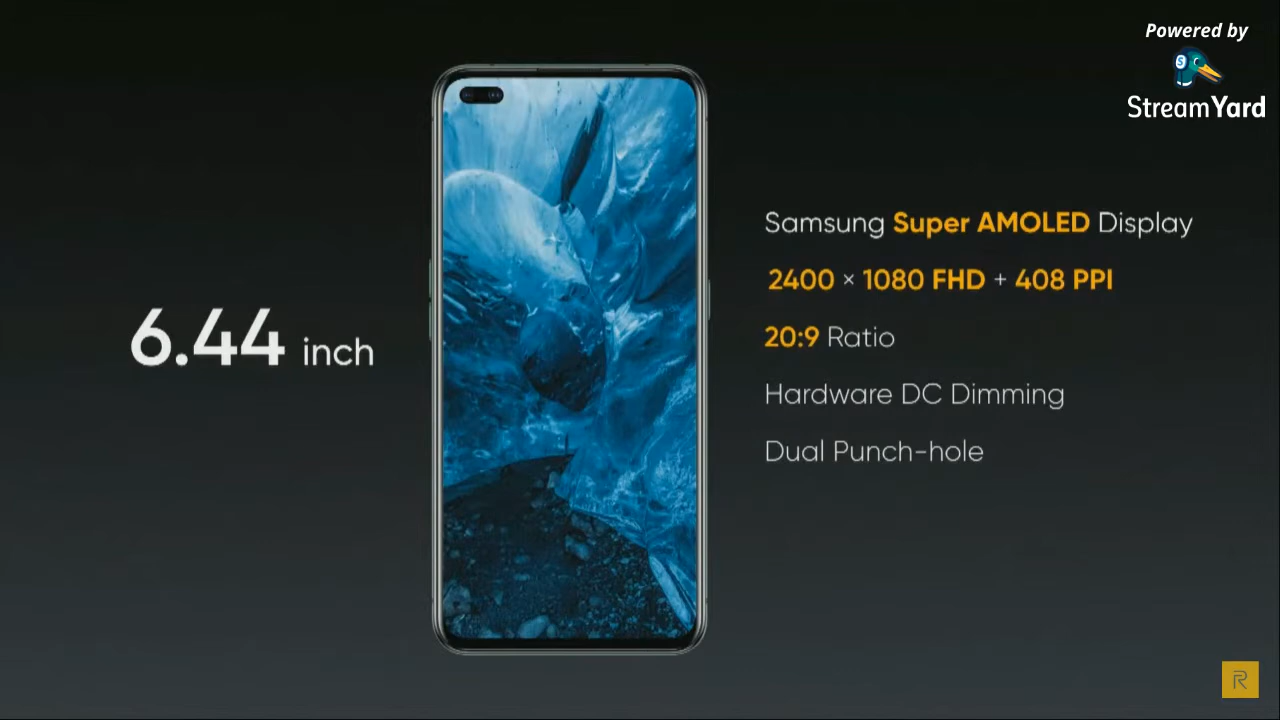 Powered by
StreamYard
6.44 inch
Samsung Super AMOLED Display
2400 × 1080 FHD + 408 PPI
20:9 Ratio
Hardware DC Dimming
Dual Punch-hole
R